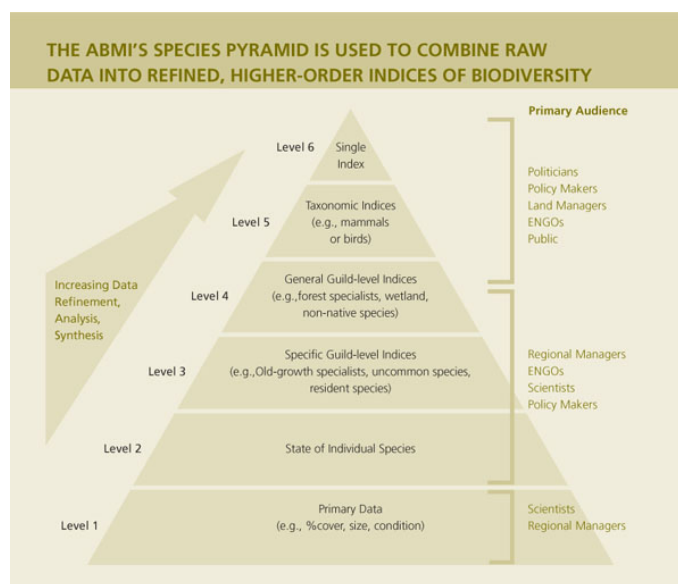 THE ABMI'S SPECIES PYRAMID IS USED TO COMBINE RAW
DATA INTO REFINED, HIGHER-ORDER INDICES OF BIODIVERSITY
Primary Audience
Level 6
Single
Index
Politicians
Policy Makers
Land Managers
ENGOs
Public
Level 5
Taxonomic Indices
(e.g., mammals
or birds)
Increasing Data
Refinement,
Analysis,
Synthesis
Level 4
General Guild-level Indices
(e.g.,forest specialists, wetland,
non-native species)
Level 3
Specific Guild-level Indices
(e.g.,Old-growth specialists, uncommon species,
resident species)
Regional Managers
ENGOs
Scientists
Policy Makers
Level 2
State of Individual Species
Level 1
Primary Data
(e.g., %cover, size, condition)
Scientists
Regional Managers